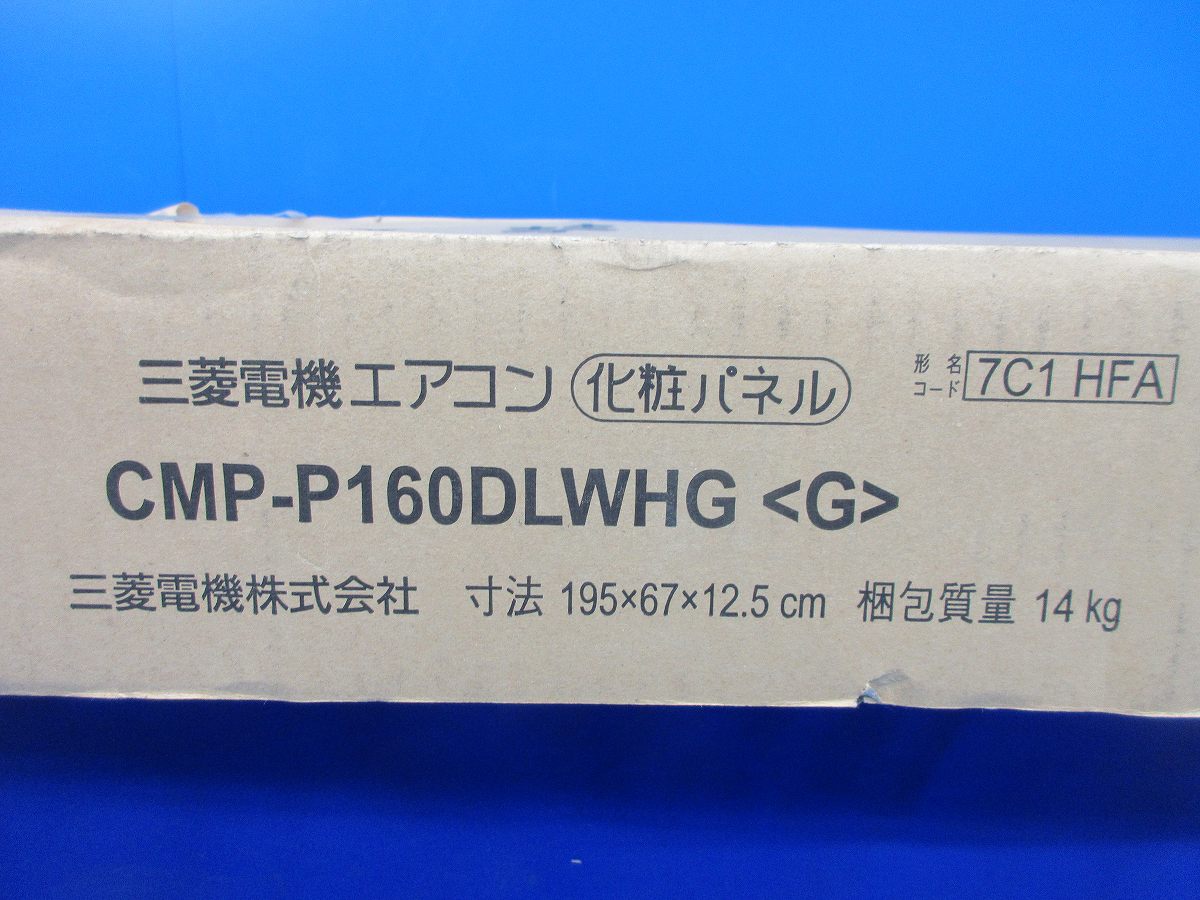 三菱電機エアコン 化粧パネル
形名
コード 7C1 HFA
CMP-P160DLWHG <G>
三菱電機株式会社 寸法 195×67×12.5 cm 梱包質量 14 kg